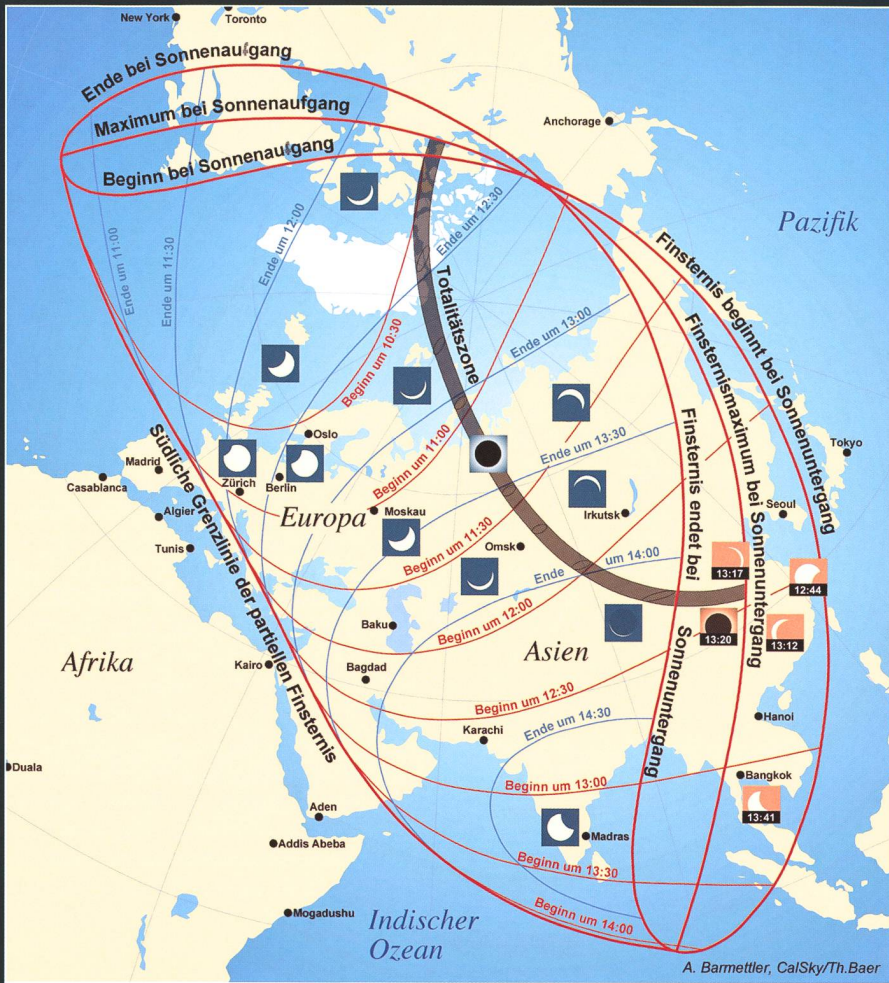 New York
Toronto
Ende bei Sonnenaufgang
Maximum bei Sonnenaufgang
Beginn bei Sonnenaufgang
Anchorage
Pazifik
Ende um 11:00
Ende um 11:30
Ende um 12:00
Ende um 12:30
Totalitätszone
Finsternis beginnt bei Sonnenuntergang
Finsternismaximum bei Sonnenuntergang
Finsternis endet bei
Sonnenuntergang
Ende um 13:00
Beginn um 10:30
Beginn um 11:00
Ende um 13:30
Oslo
Madrid
Casablanca
Zürich
Berlin
Algier
Tunis
Europa
Moskau
Omsk
Irkutsk
Tokyo
Seoul
Südliche Grenzlinie der partiellen Finsternis
Beginn um 11:30
Ende um 14:00
13:17
12:44
13:20
13:12
Beginn um 12:00
Baku
Bagdad
Kairo
Afrika
Asien
Beginn um 12:30
Karachi
Ende um 14:30
Hanoi
Bangkok
13:41
Duala
Beginn um 13:00
Aden
Addis Abeba
Madras
Beginn um 13:30
Beginn um 14:00
Mogadushu
Indischer
Ozean
A. Barmettler, CalSky/Th.Baer